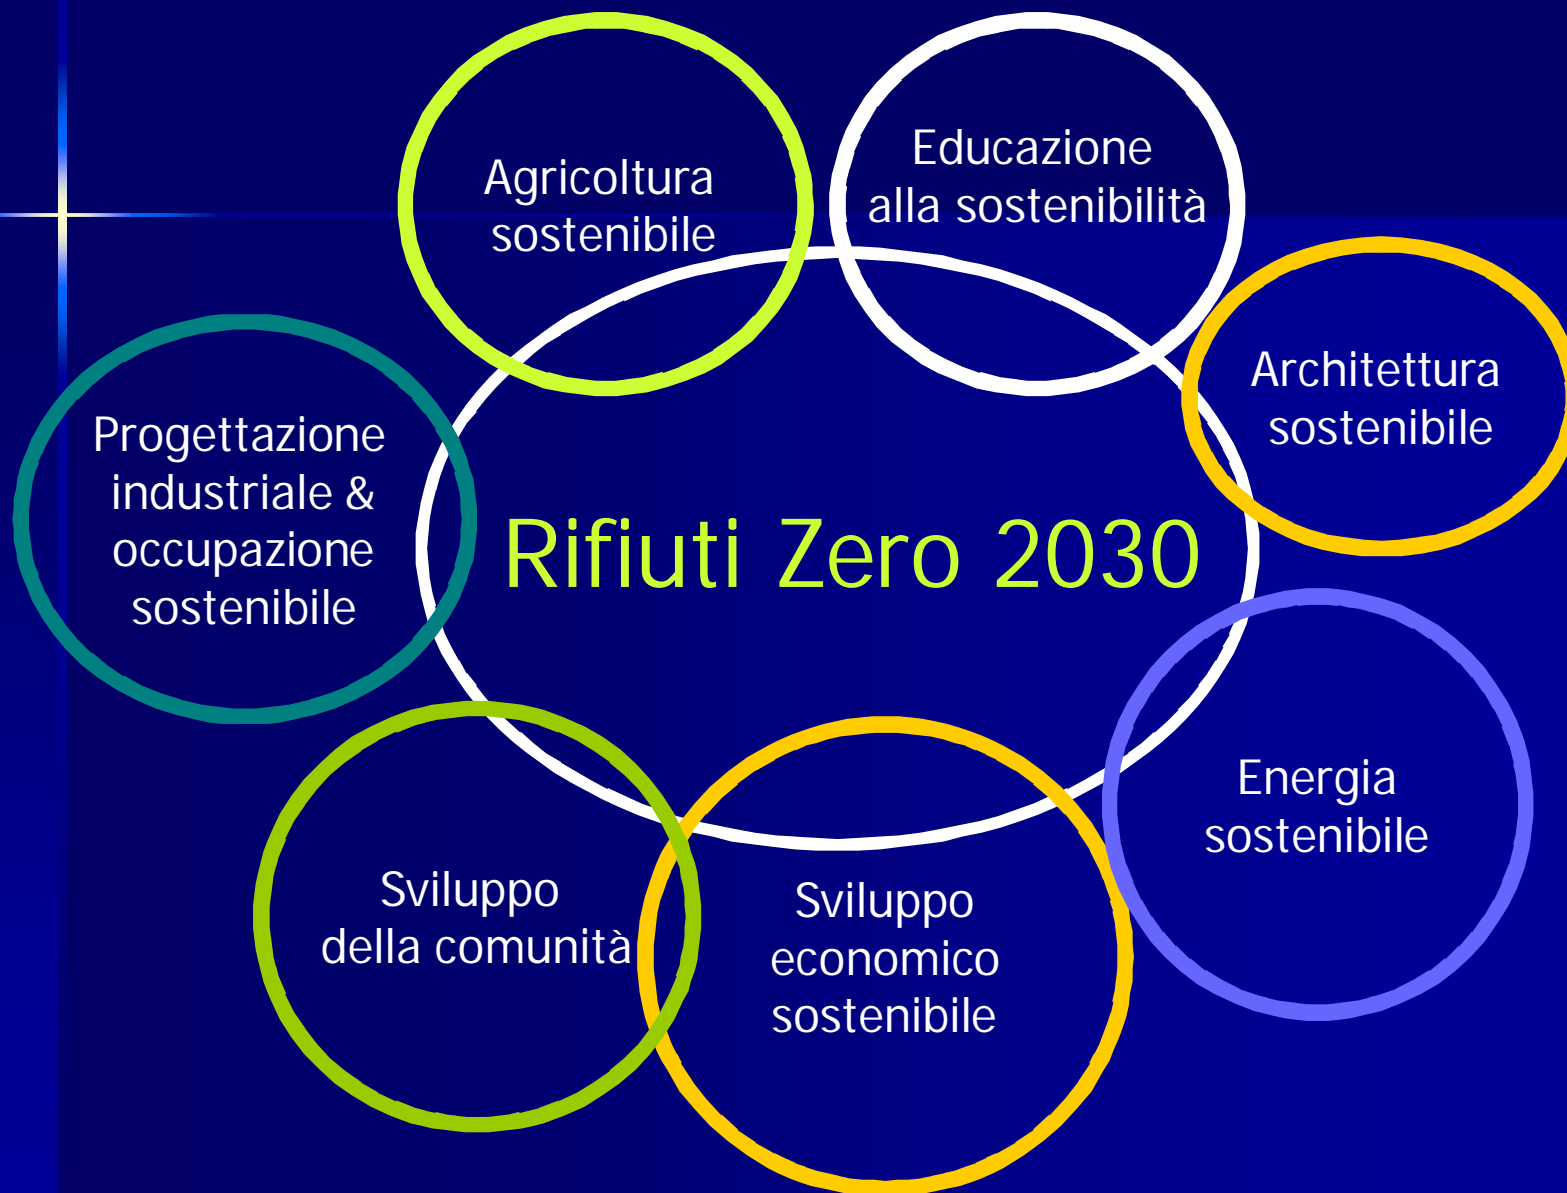 Agricoltura
sostenibile
Educazione
alla sostenibilità
Architettura
sostenibile
Progettazione
industriale &
occupazione
sostenibile
Rifiuti Zero 2030
Energia
sostenibile
Sviluppo
della comunità
Sviluppo
economico
sostenibile